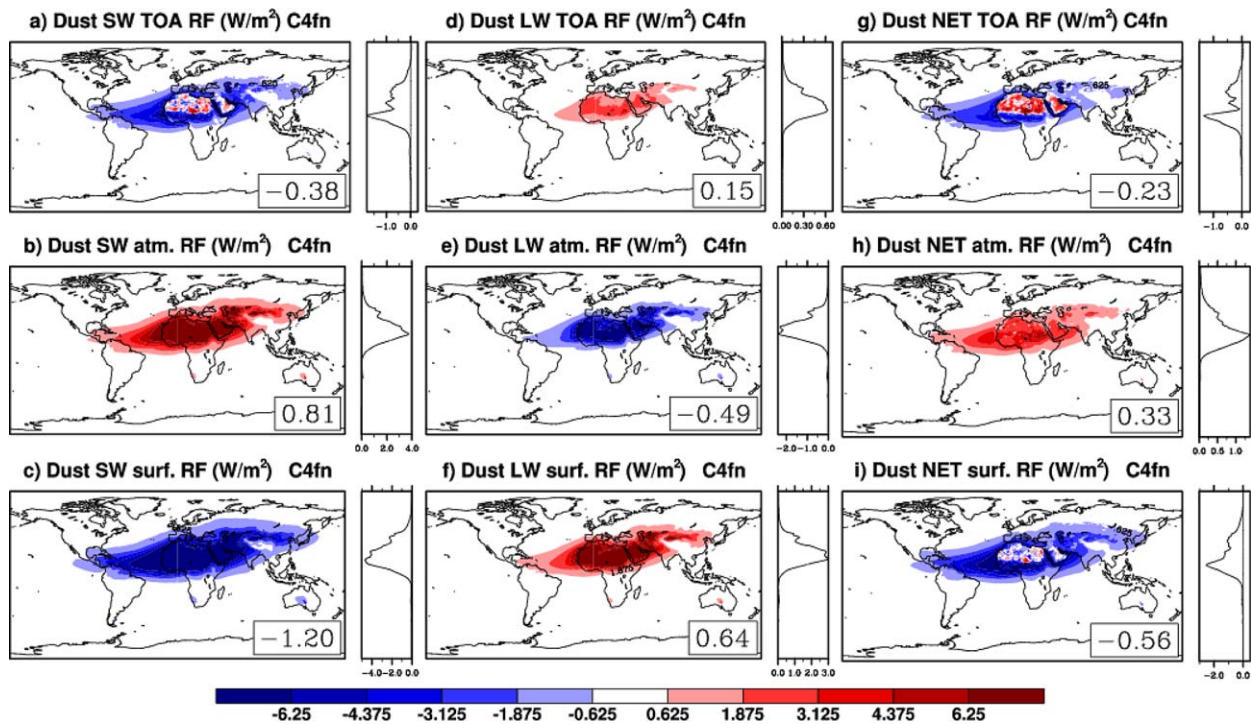 a) Dust SW TOA RF (W/m²) C4fn
d) Dust LW TOA RF (W/m²) C4fn
g) Dust NET TOA RF (W/m²) C4fn
.625
625
−0.38
0.15
−0.23
−1.0 0.0
0.00 0.30 0.60
−1.0 0.0
b) Dust SW atm. RF (W/m²) C4fn
e) Dust LW atm. RF (W/m²) C4fn
h) Dust NET atm. RF (W/m²) C4fn
0.81
−0.49
0.33
0.0 2.0 4.0
−2.0 −1.0 0.0
0.0 0.5 1.0
c) Dust SW surf. RF (W/m²) C4fn
f) Dust LW surf. RF (W/m²) C4fn
i) Dust NET surf. RF (W/m²) C4fn
−1.20
0.64
−0.56
−4.0 −2.0 0.0
0.0 1.0 2.0 3.0
−2.0 0.0
-6.25 -4.375 -3.125 -1.875 -0.625 0.625 1.875 3.125 4.375 6.25